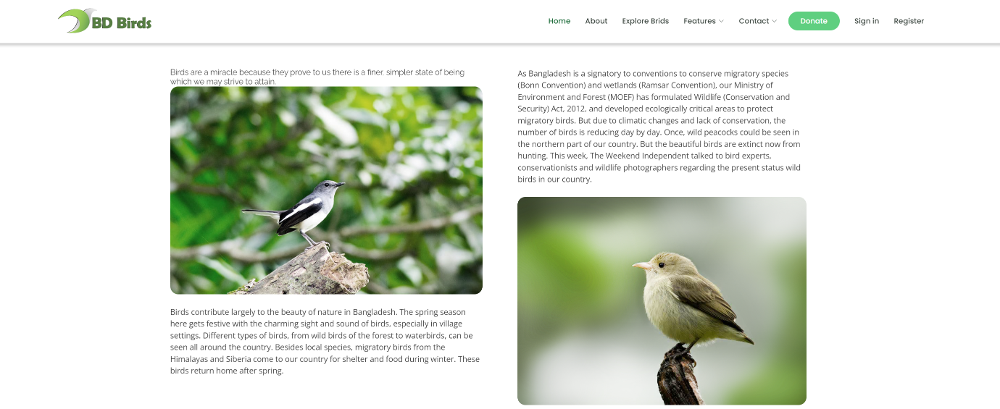 BD Birds
Home About Explore Brids Features Contact Donate Sign in Register
Birds are a miracle because they prove to us there is a finer, simpler state of being
which we may strive to attain.
Birds contribute largely to the beauty of nature in Bangladesh. The spring season
here gets festive with the charming sight and sound of birds, especially in village
settings. Different types of birds, from wild birds of the forest to waterbirds, can be
seen all around the country. Besides local species, migratory birds from the
Himalayas and Siberia come to our country for shelter and food during winter. These
birds return home after spring.
As Bangladesh is a signatory to conventions to conserve migratory species
(Bonn Convention) and wetlands (Ramsar Convention), our Ministry of
Environment and Forest (MOEF) has formulated Wildlife (Conservation and
Security) Act, 2012, and developed ecologically critical areas to protect
migratory birds. But due to climatic changes and lack of conservation, the
number of birds is reducing day by day. Once, wild peacocks could be seen in
the northern part of our country. But the beautiful birds are extinct now from
hunting. This week, The Weekend Independent talked to bird experts,
conservationists and wildlife photographers regarding the present status wild
birds in our country.